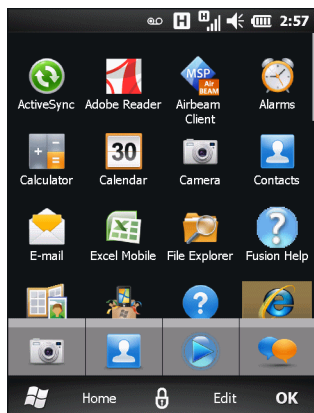 H H 2:57
ActiveSync Adobe Reader MSP Air BEAM Airbeam Client Alarms
30
Calculator Calendar Camera Contacts
E-mail Excel Mobile File Explorer Fusion Help
Home Edit OK